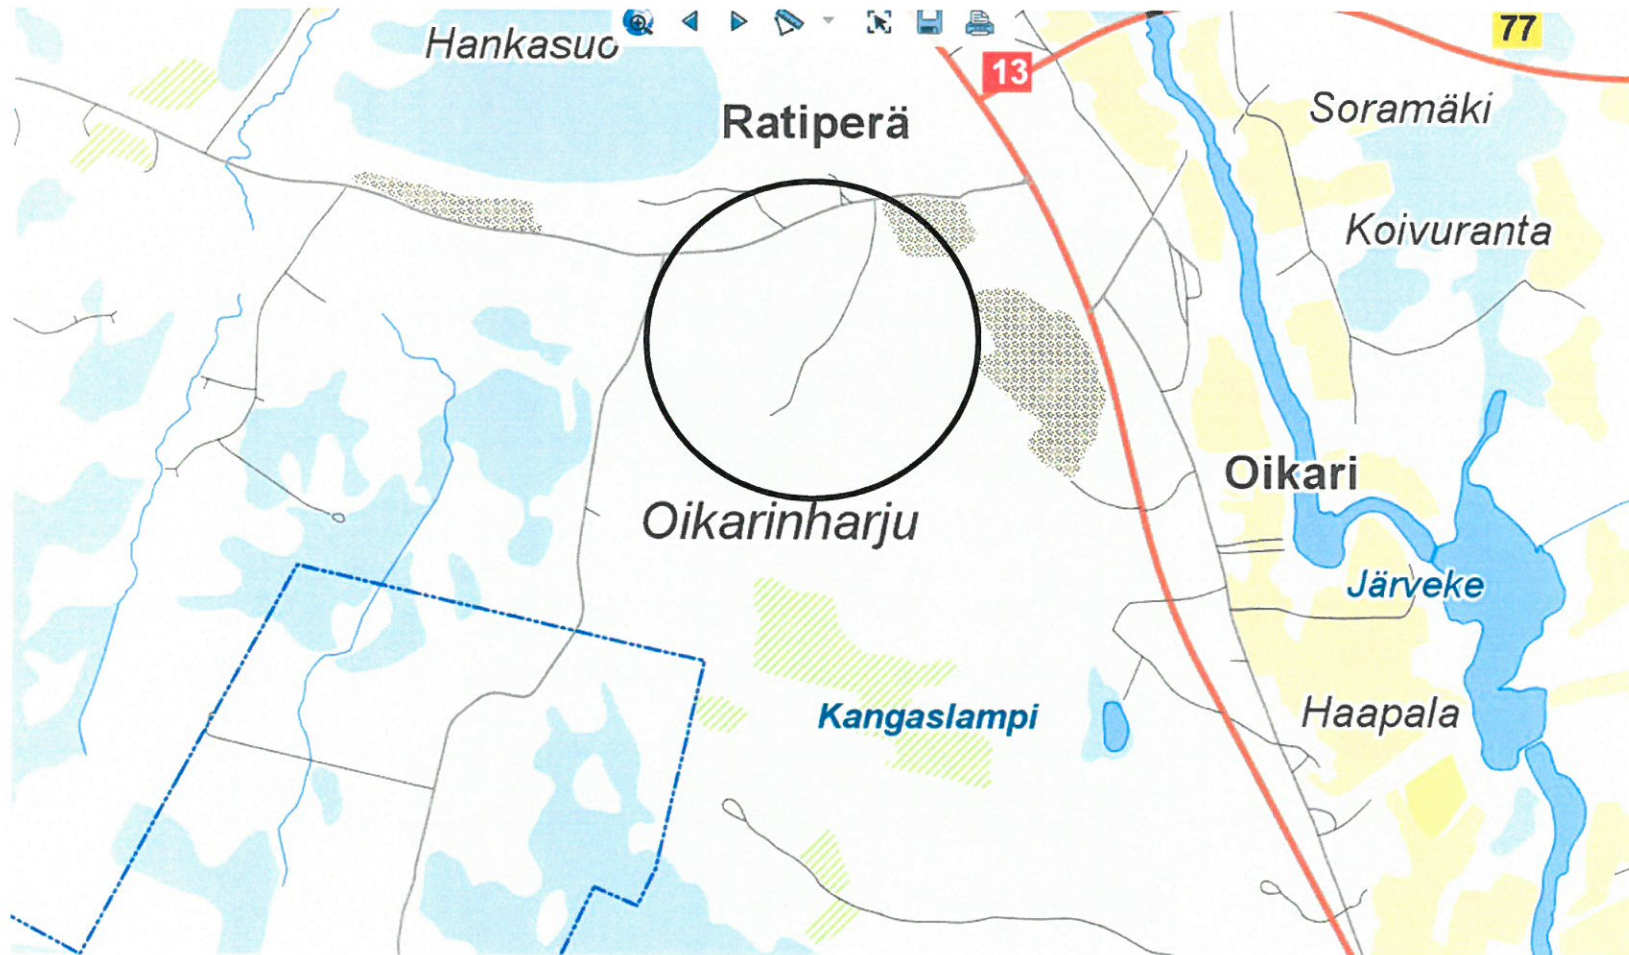 Hankasuo
77
13
Soramäki
Ratiperä
Koivuranta
Oikari
Oikarinharju
Järveke
Haapala
Kangaslampi